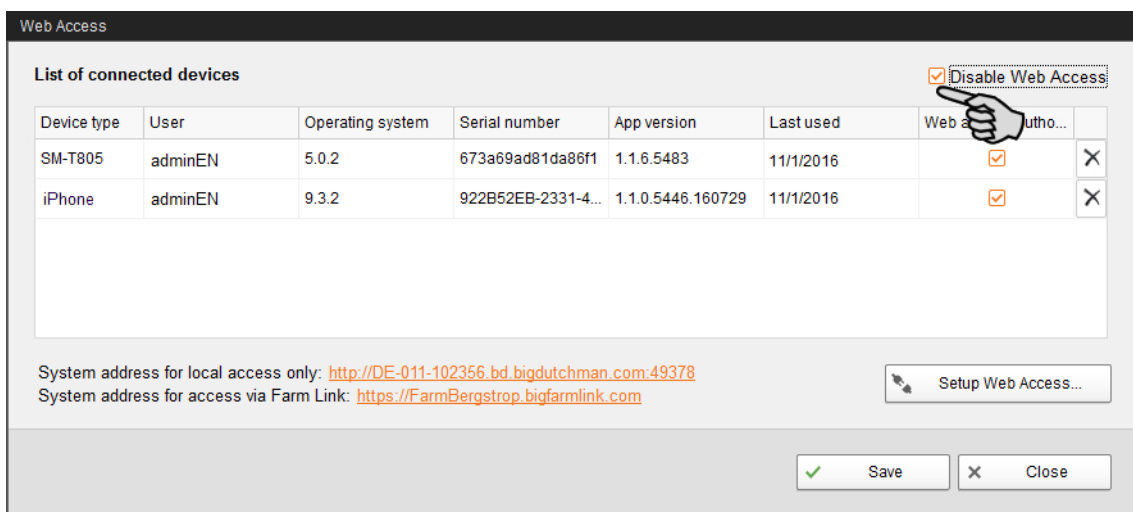 Web Access
List of connected devices
Disable Web Access
Device type User Operating system Serial number App version Last used Web a utho...
SM-T805 adminEN 5.0.2 673a69ad81da86f1 1.1.6.5483 11/1/2016
iPhone adminEN 9.3.2 922B52EB-2331-4... 1.1.0.5446.160729 11/1/2016
System address for local access only: http://DE-011-102356.bd.bigdutchman.com:49378
System address for access via Farm Link: https://FarmBergstrop.bigfarmlink.com
Setup Web Access...
Save Close